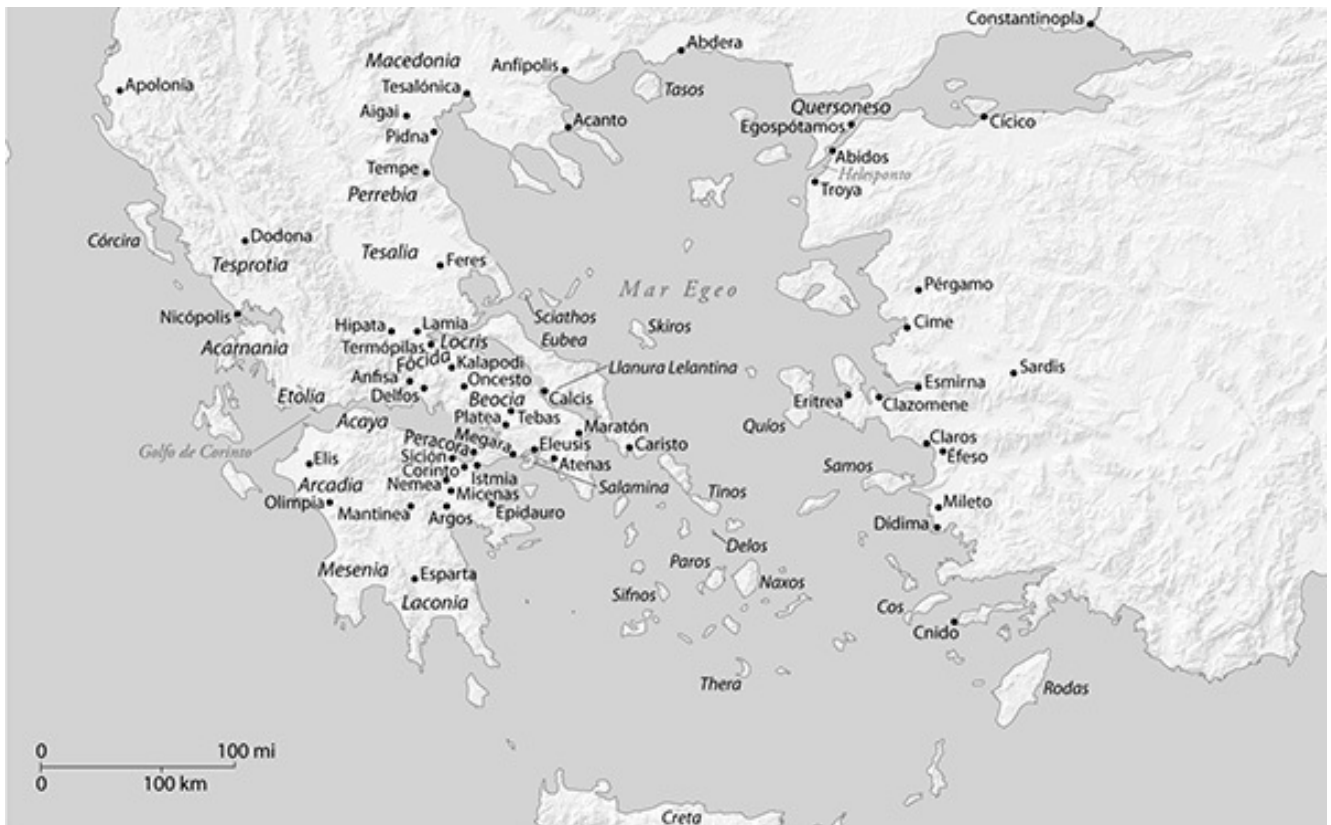 Constantinopla
Abdera
Macedonia
Anfípolis
Apolonia
Tesalónica
Tasos
Quersoneso
Aigai
Acanto
Egospótamos
Cícico
Pidna
Abidos
Tempe
Helesponto
Troya
Perrebia
Córcira
Dodona
Tesprotia
Tesalia
Feres
Mar Egeo
Pérgamo
Nicópolis
Sciathos
Skiros
Hipata
Lamia
Eubea
Cime
Acarnania
Termópilas
Locris
Fócida
Kalapodi
Llanura Lelantina
Sardis
Anfisa
Oncesto
Esmirna
Etolia
Delfos
Beocia
Calcis
Eritrea
Clazomene
Acaya
Platea
Tebas
Maratón
Quíos
Golfo de Corinto
Peracora
Megara
Eleusis
Caristo
Claros
Elis
Sición
Atenas
Efeso
Corinto
Istmia
Samos
Arcadia
Nemea
Micenas
Salamina
Tinos
Olimpia
Mantinea
Argos
Epidauro
Mileto
Dídima
Delos
Paros
Mesenia
Esparta
Naxos
Laconia
Sifnos
Cos
Cnido
Thera
Rodas
0 100 mi
0 100 km
Creta